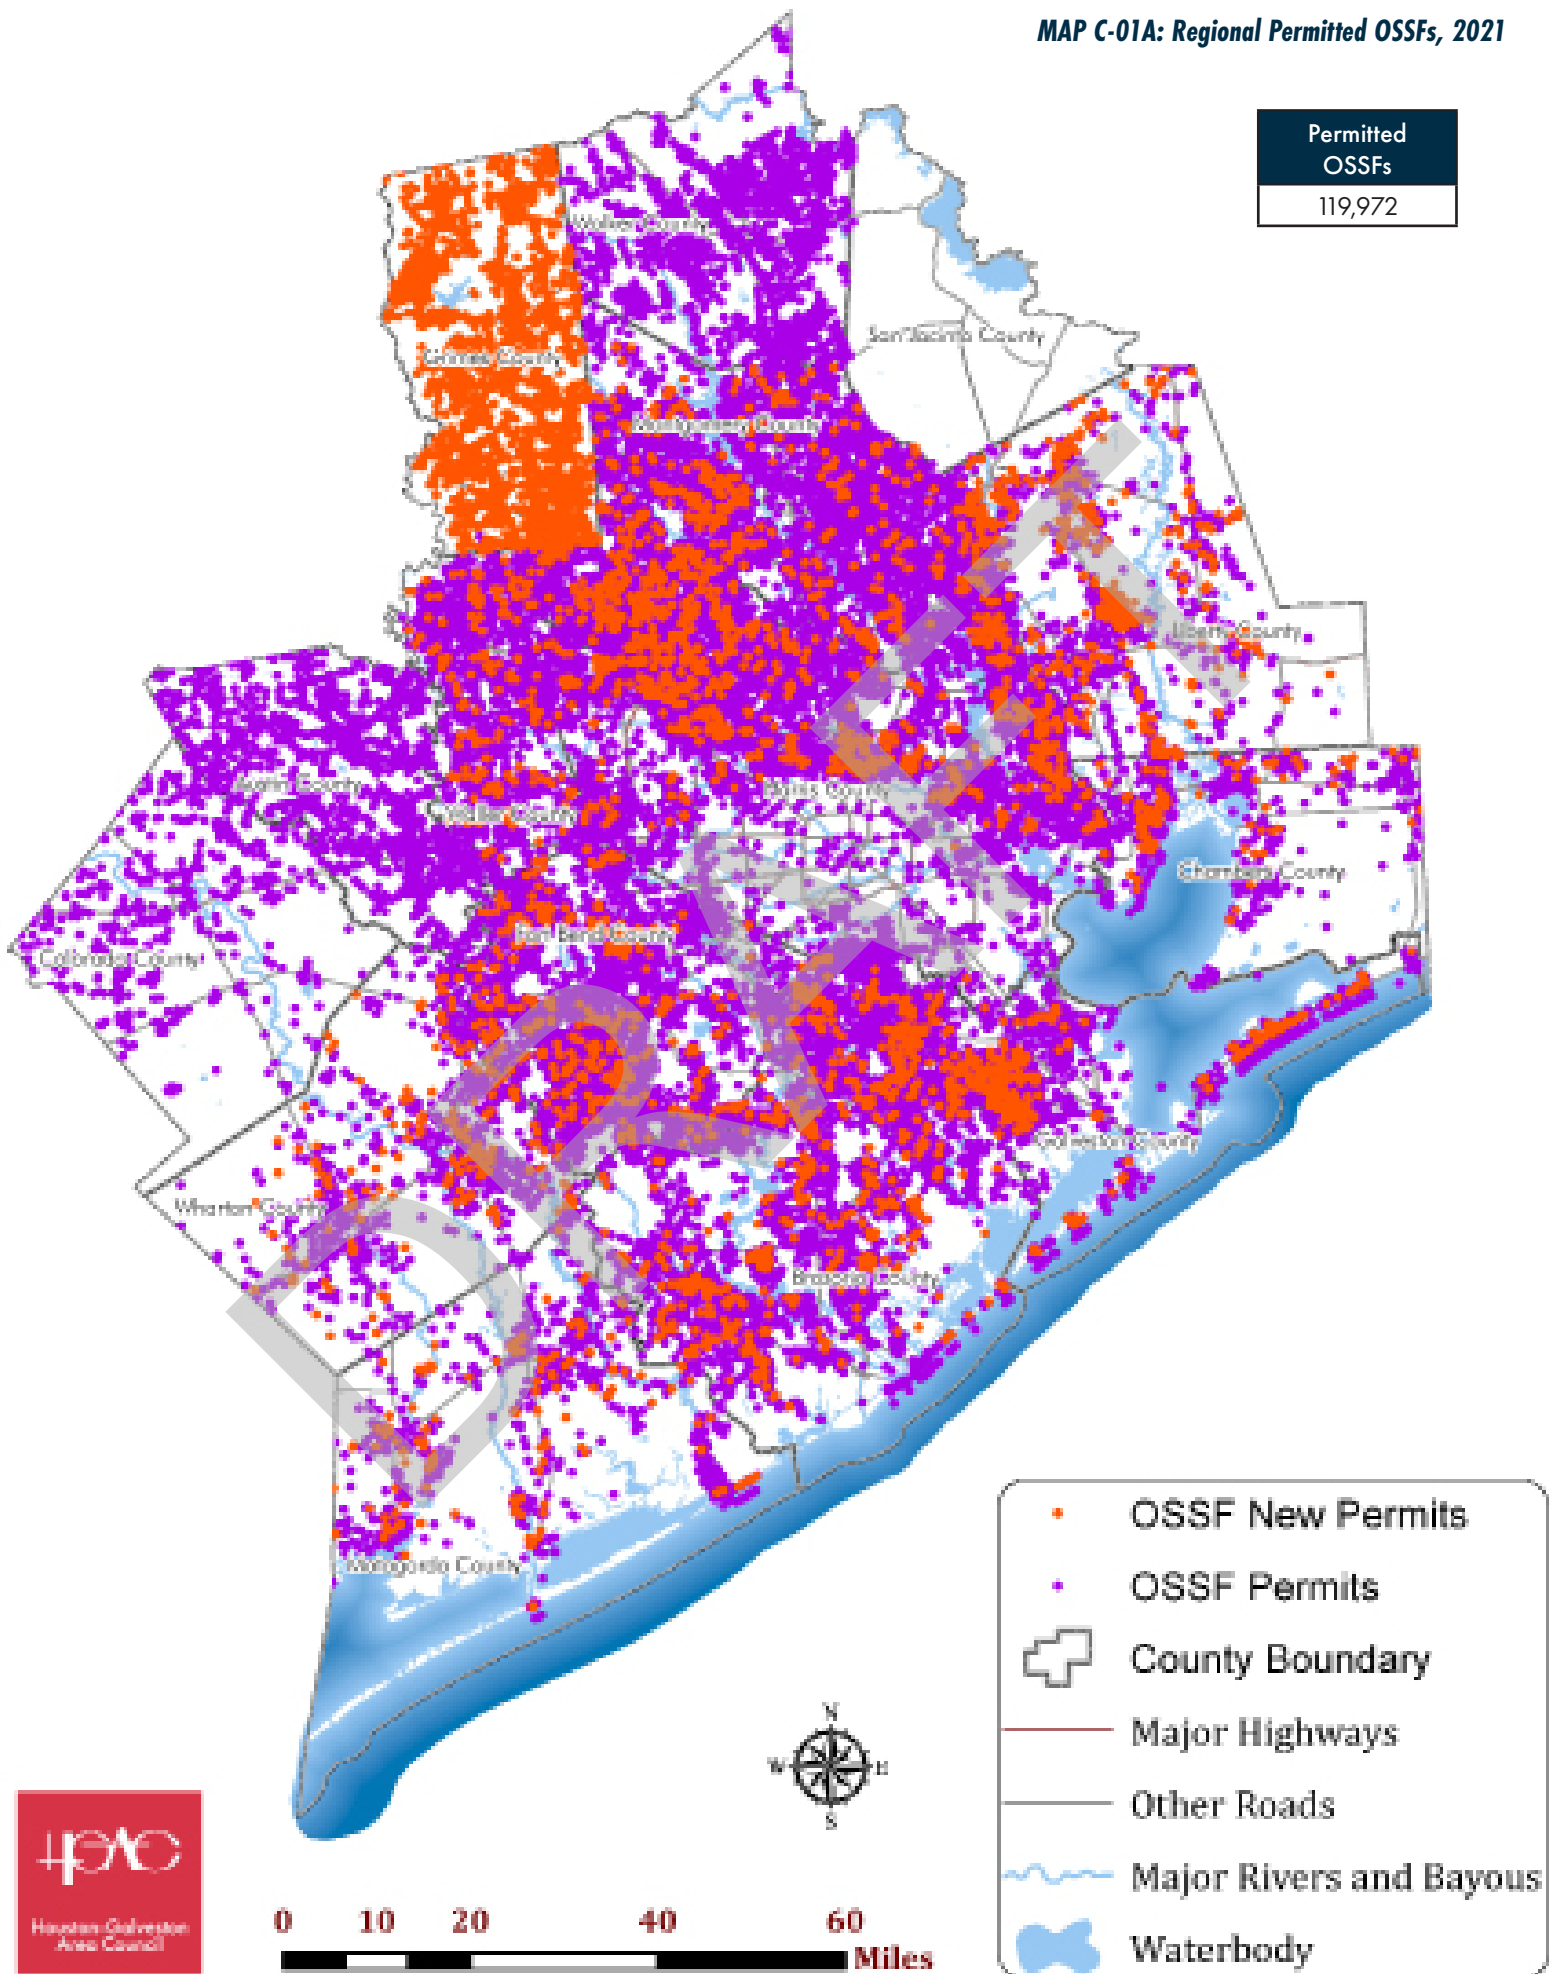 MAP C-01A: Regional Permitted OSSFs, 2021
Permitted
OSSFs
119,972
Walker County
San Jacinto County
Grimes County
Montgomery County
Liberty County
Austin County
Waller County
Harris County
Chambers County
Fort Bend County
Colorado County
Galveston County
Wharton County
Brazoria County
Matagorda County
DRAFT
OSSF New Permits
OSSF Permits
County Boundary
Major Highways
Other Roads
Major Rivers and Bayous
Waterbody
N
W E
S
0 10 20 40 60
Miles
Houston-Galveston
Area Council